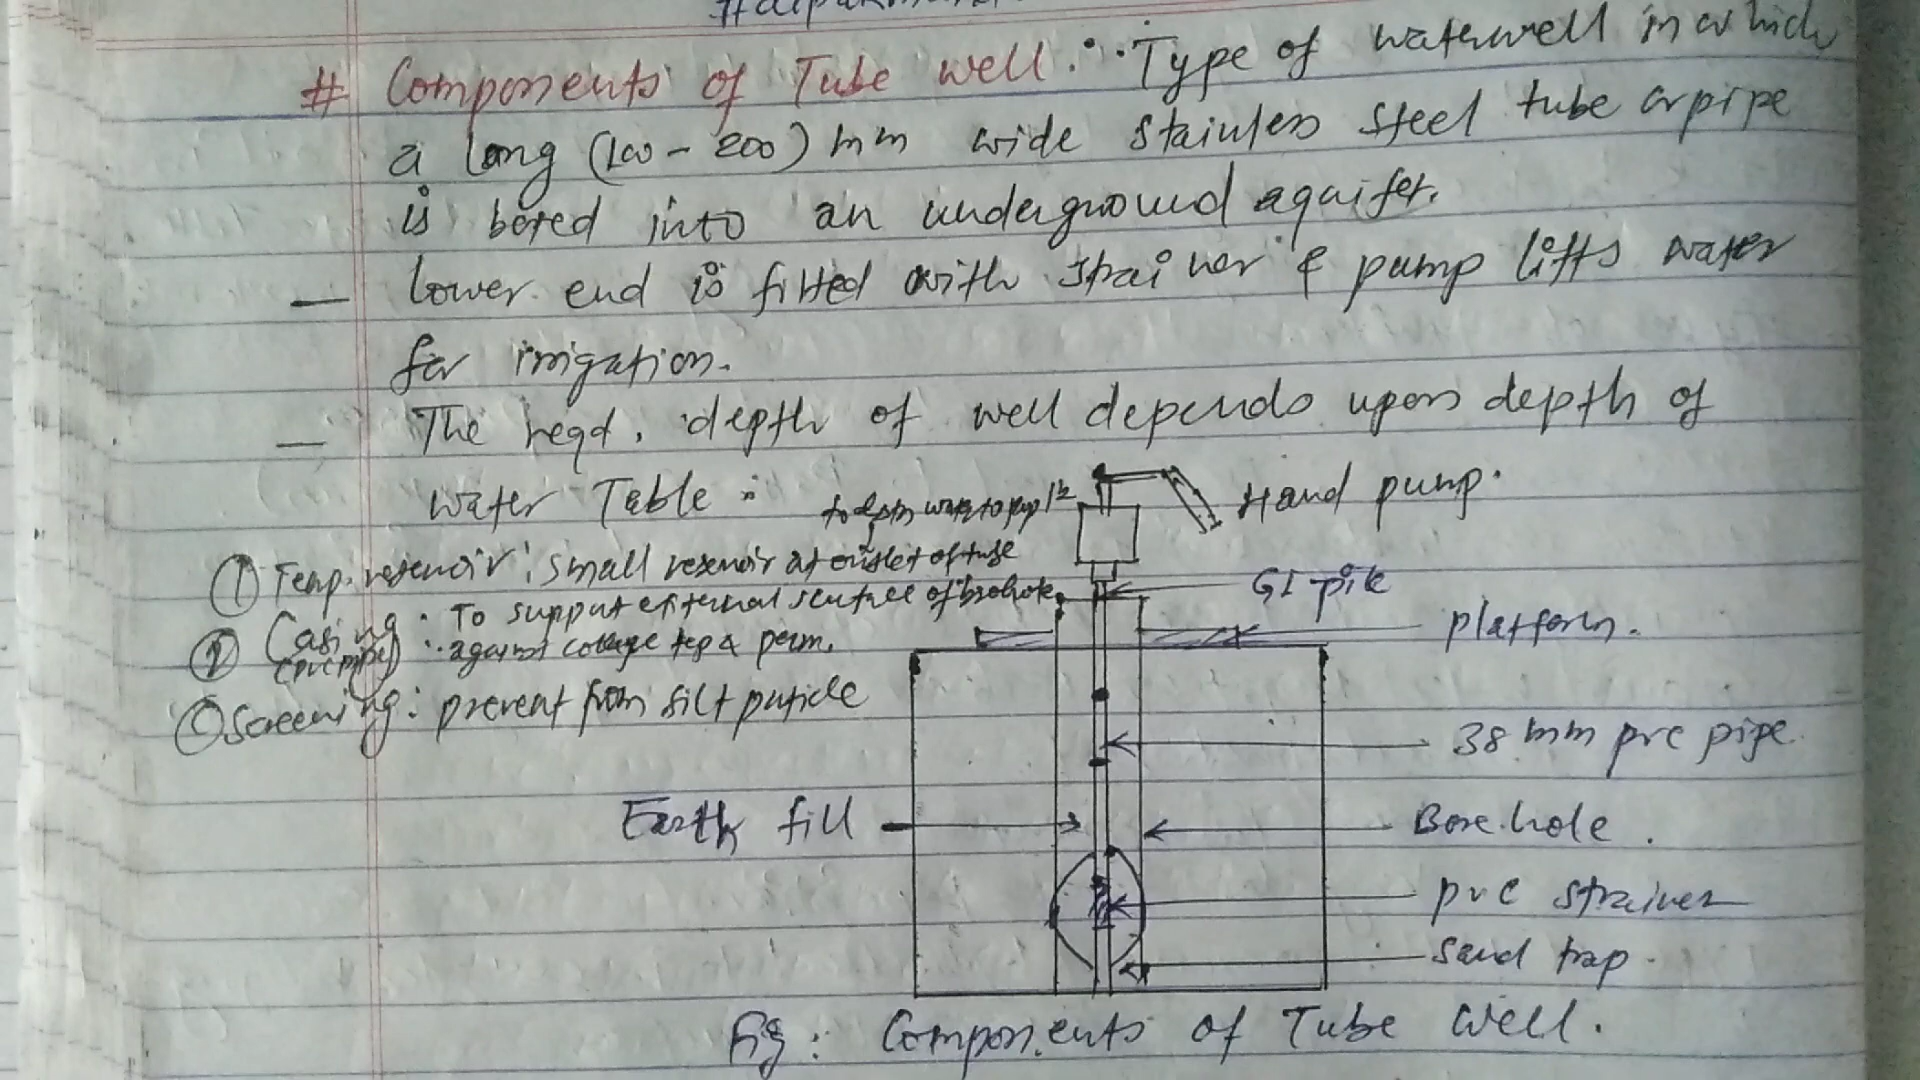 # Components of Tube well :- Type of waterwell in which
a long (100 - 200) mm wide stainless steel tube or pipe
is bored into an underground aquifer.
— lower end is fitted with strainer & pump lifts water
for irrigation.
— The reqd. depth of well depends upon depth of
water Table :
Hand pump.
① Temp. reservoir : small reservoir at outlet of tube
② Casing : To support external surface of borehole
(pvc pipe) against collapse
③ Screening : prevent from silt particle
GI pipe
platform.
38 mm pvc pipe.
Earth fill
Bore hole.
pvc strainer
Sand trap.
Fig : Components of Tube Well.